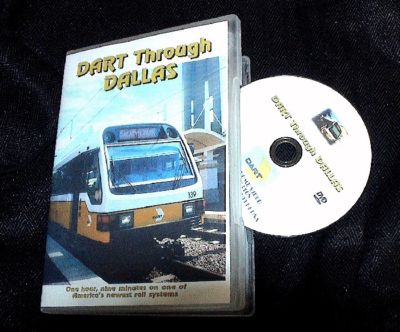 DART Through
DALLAS
139
One hour, nine minutes on one of
America's newest rail systems
DART Through DALLAS
DART
DVD